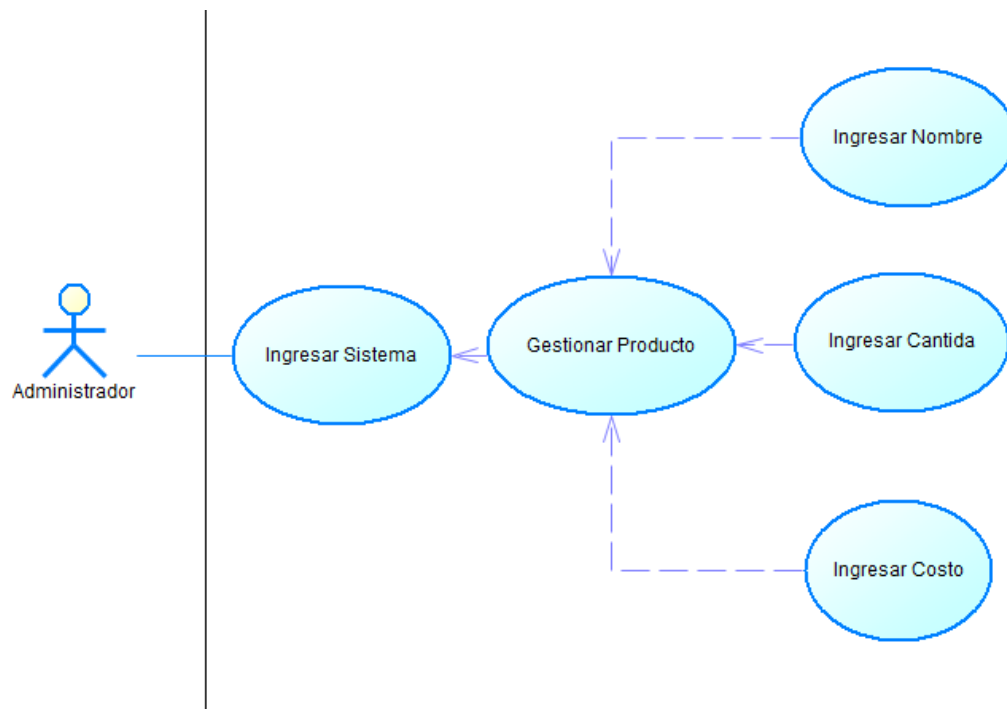 Ingresar Nombre
Administrador
Ingresar Sistema
Gestionar Producto
Ingresar Cantida
Ingresar Costo